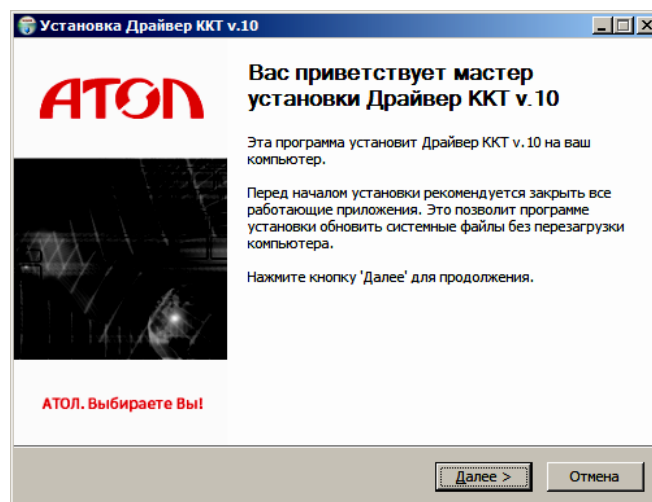 Установка Драйвер ККТ v.10
АТОЛ
Вас приветствует мастер
установки Драйвер ККТ v.10
Эта программа установит Драйвер ККТ v.10 на ваш
компьютер.
Перед началом установки рекомендуется закрыть все
работающие приложения. Это позволит программе
установки обновить системные файлы без перезагрузки
компьютера.
Нажмите кнопку 'Далее' для продолжения.
АТОЛ. Выбираете Вы!
Далее >
Отмена